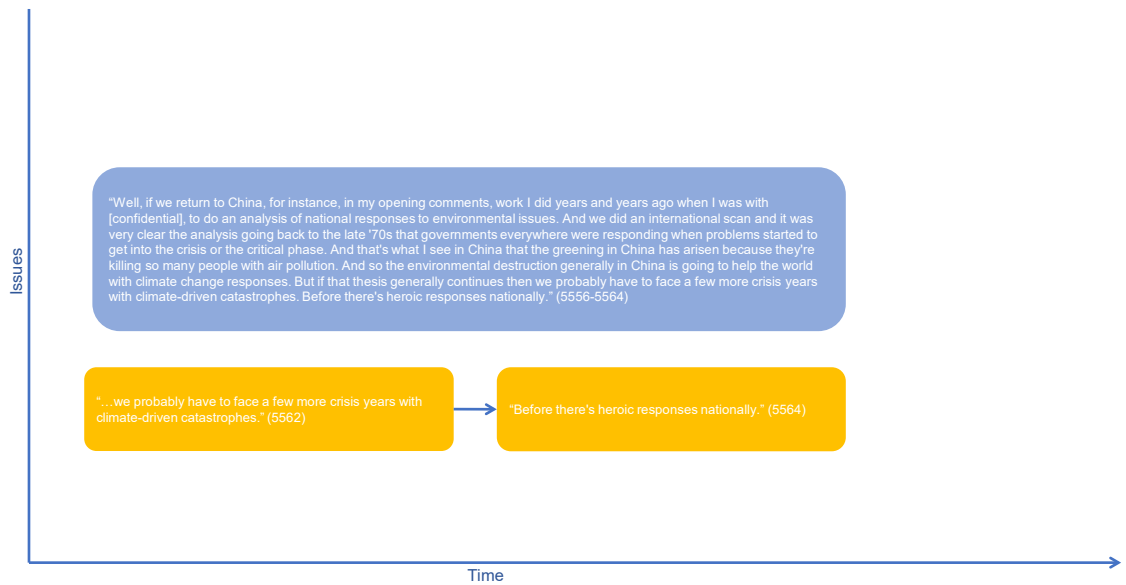 Issues
“Well, if we return to China, for instance, in my opening comments, work I did years and years ago when I was with
[confidential], to do an analysis of national responses to environmental issues. And we did an international scan and it was
very clear the analysis going back to the late '70s that governments everywhere were responding when problems started to
get into the crisis or the critical phase. And that's what I see in China that the greening in China has arisen because they're
killing so many people with air pollution. And so the environmental destruction generally in China is going to help the world
with climate change responses. But if that thesis generally continues then we probably have to face a few more crisis years
with climate-driven catastrophes. Before there's heroic responses nationally.” (5556-5564)
“…we probably have to face a few more crisis years with
climate-driven catastrophes.” (5562)
“Before there's heroic responses nationally.” (5564)
Time